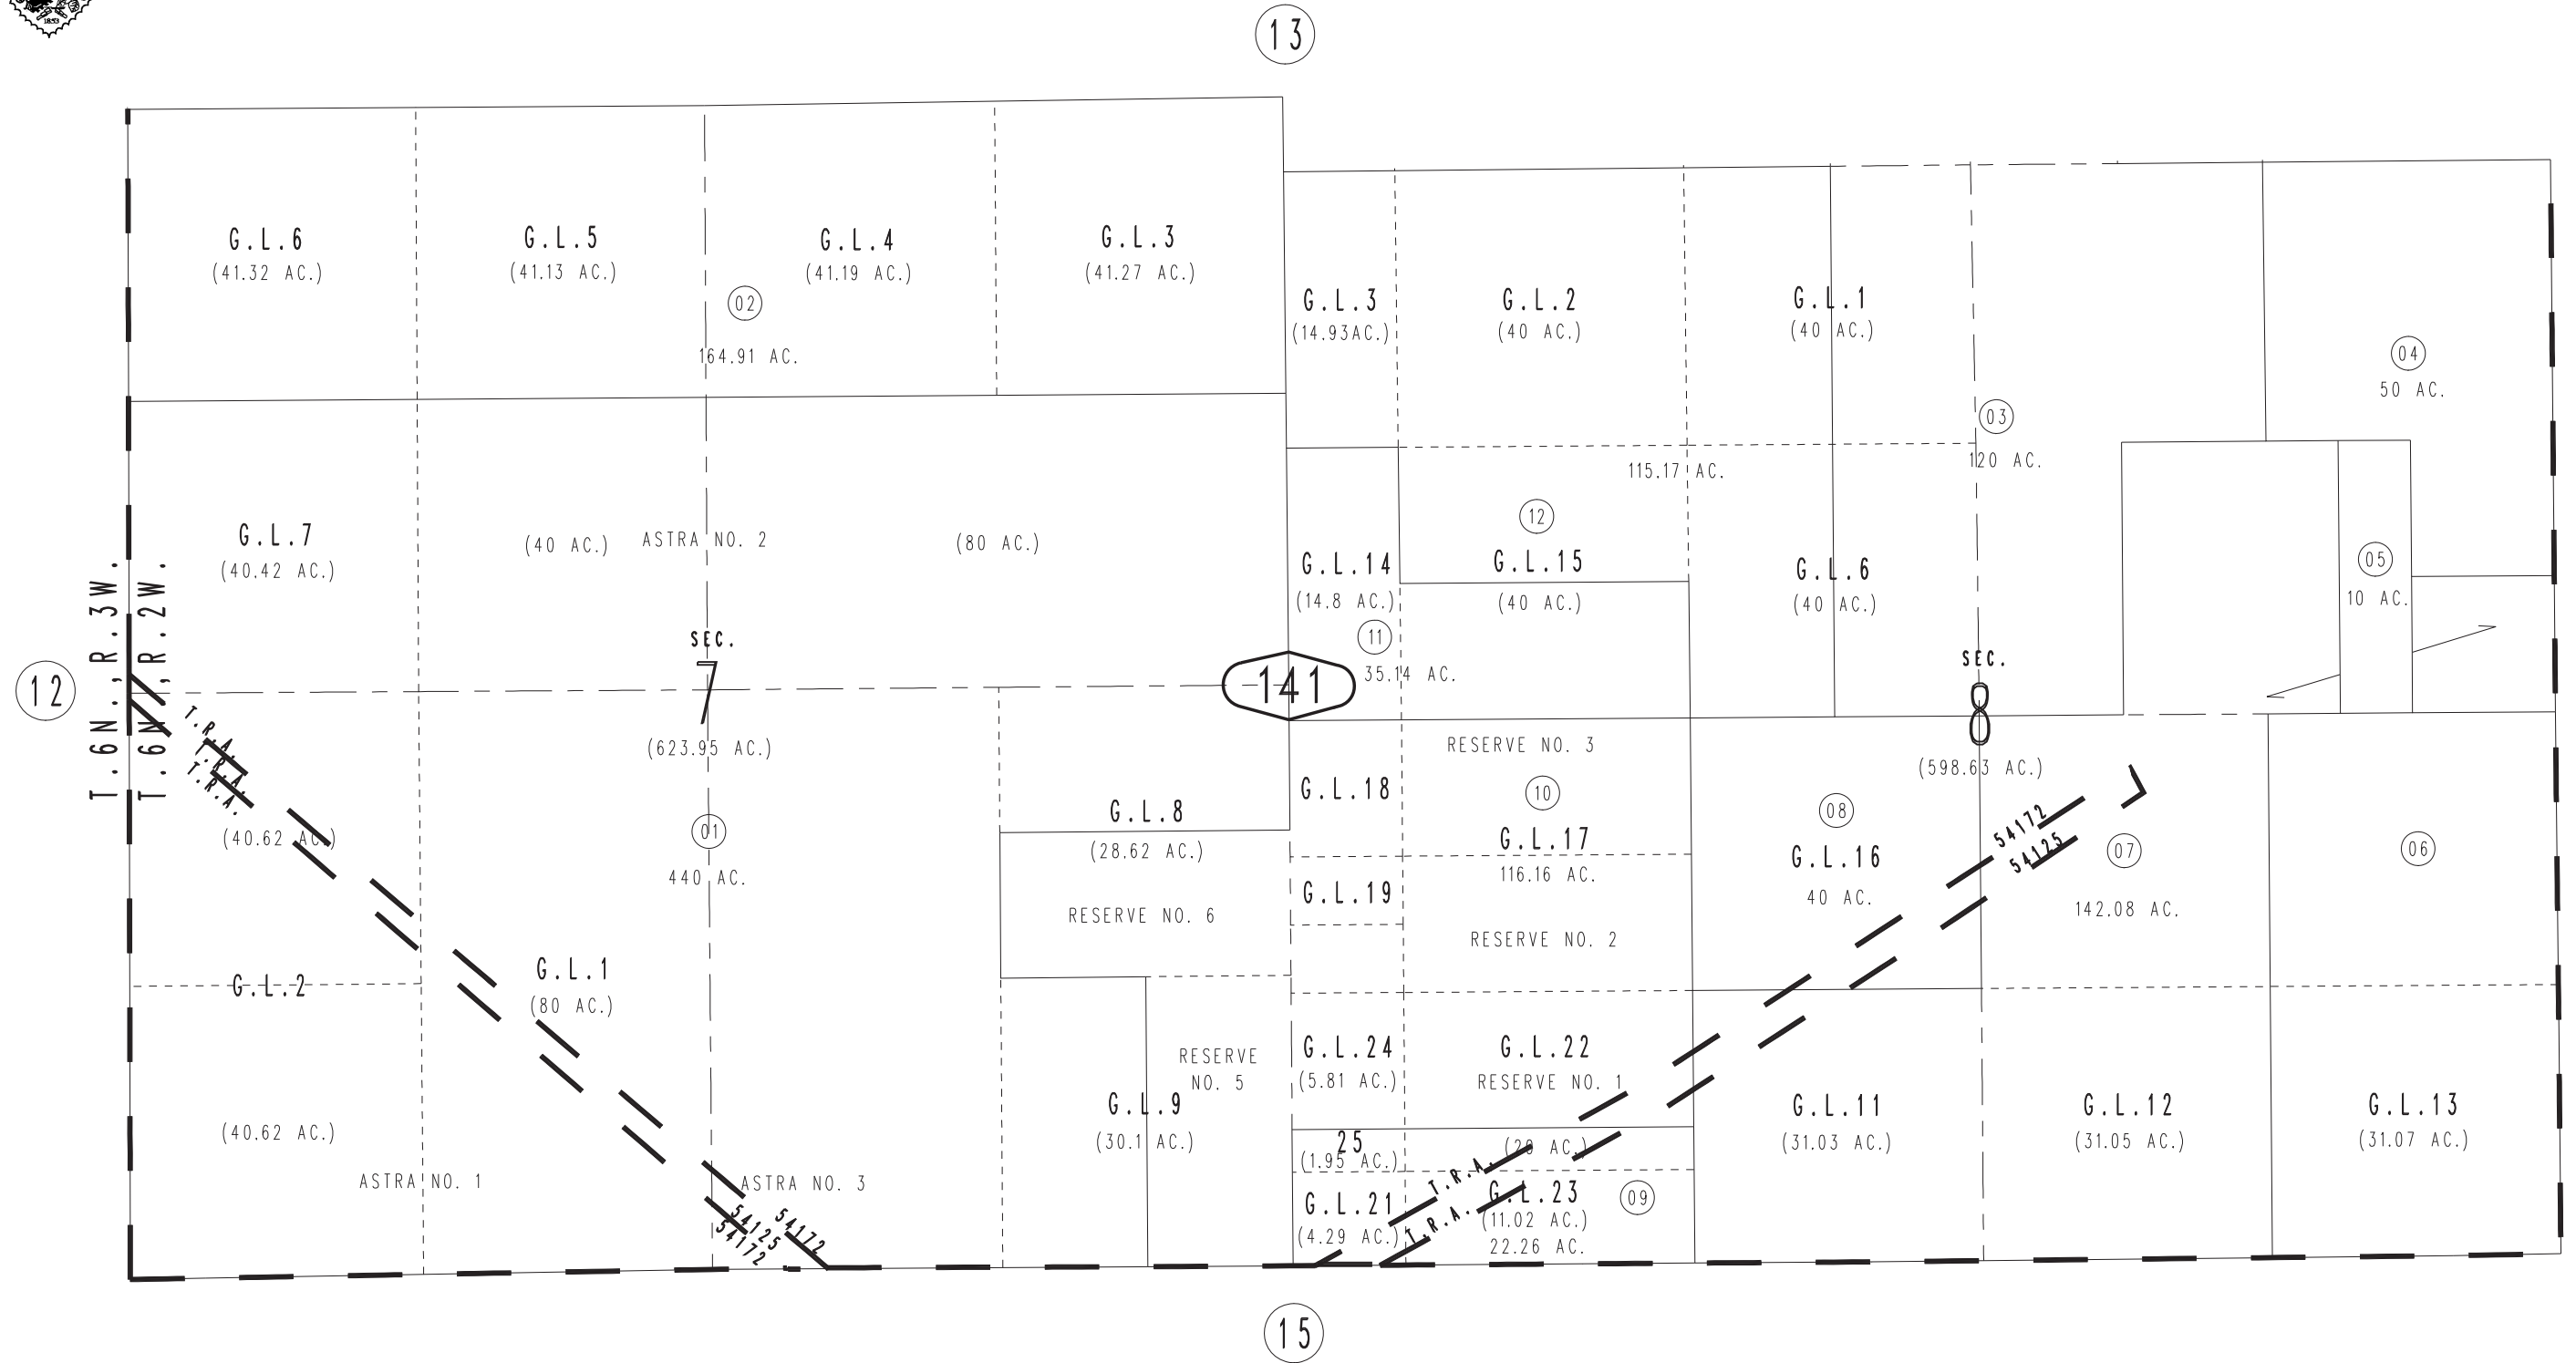 1853
13
G.L.6
(41.32 AC.)
G.L.5
(41.13 AC.)
G.L.4
(41.19 AC.)
G.L.3
(41.27 AC.)
02
164.91 AC.
G.L.3
(14.93AC.)
G.L.2
(40 AC.)
G.L.1
(40 AC.)
04
50 AC.
03
120 AC.
115.17 AC.
12
G.L.7
(40.42 AC.)
(40 AC.)
ASTRA NO. 2
(80 AC.)
G.L.14
(14.8 AC.)
G.L.15
(40 AC.)
G.L.6
(40 AC.)
05
10 AC.
11
35.14 AC.
T.6N.,R.3W.
T.6N.,R.2W.
SEC.
7
141
SEC.
8
12
T.R.A.
T.R.A.
T.R.A.
(623.95 AC.)
RESERVE NO. 3
(598.63 AC.)
(40.62 AC.)
01
440 AC.
G.L.8
(28.62 AC.)
RESERVE NO. 6
G.L.18
10
G.L.17
116.16 AC.
08
G.L.16
40 AC.
54172
54125
07
142.08 AC.
06
G.L.19
RESERVE NO. 2
G.L.2
G.L.1
(80 AC.)
RESERVE
NO. 5
G.L.24
(5.81 AC.)
G.L.22
RESERVE NO. 1
(40.62 AC.)
G.L.9
(30.1 AC.)
G.L.11
(31.03 AC.)
G.L.12
(31.05 AC.)
G.L.13
(31.07 AC.)
25
(1.95 AC.)
(20 AC.)
T.R.A.
ASTRA NO. 1
ASTRA NO. 3
G.L.21
(4.29 AC.)
T.R.A.
G.L.23
(11.02 AC.)
22.26 AC.
09
54125
54172
54172
15